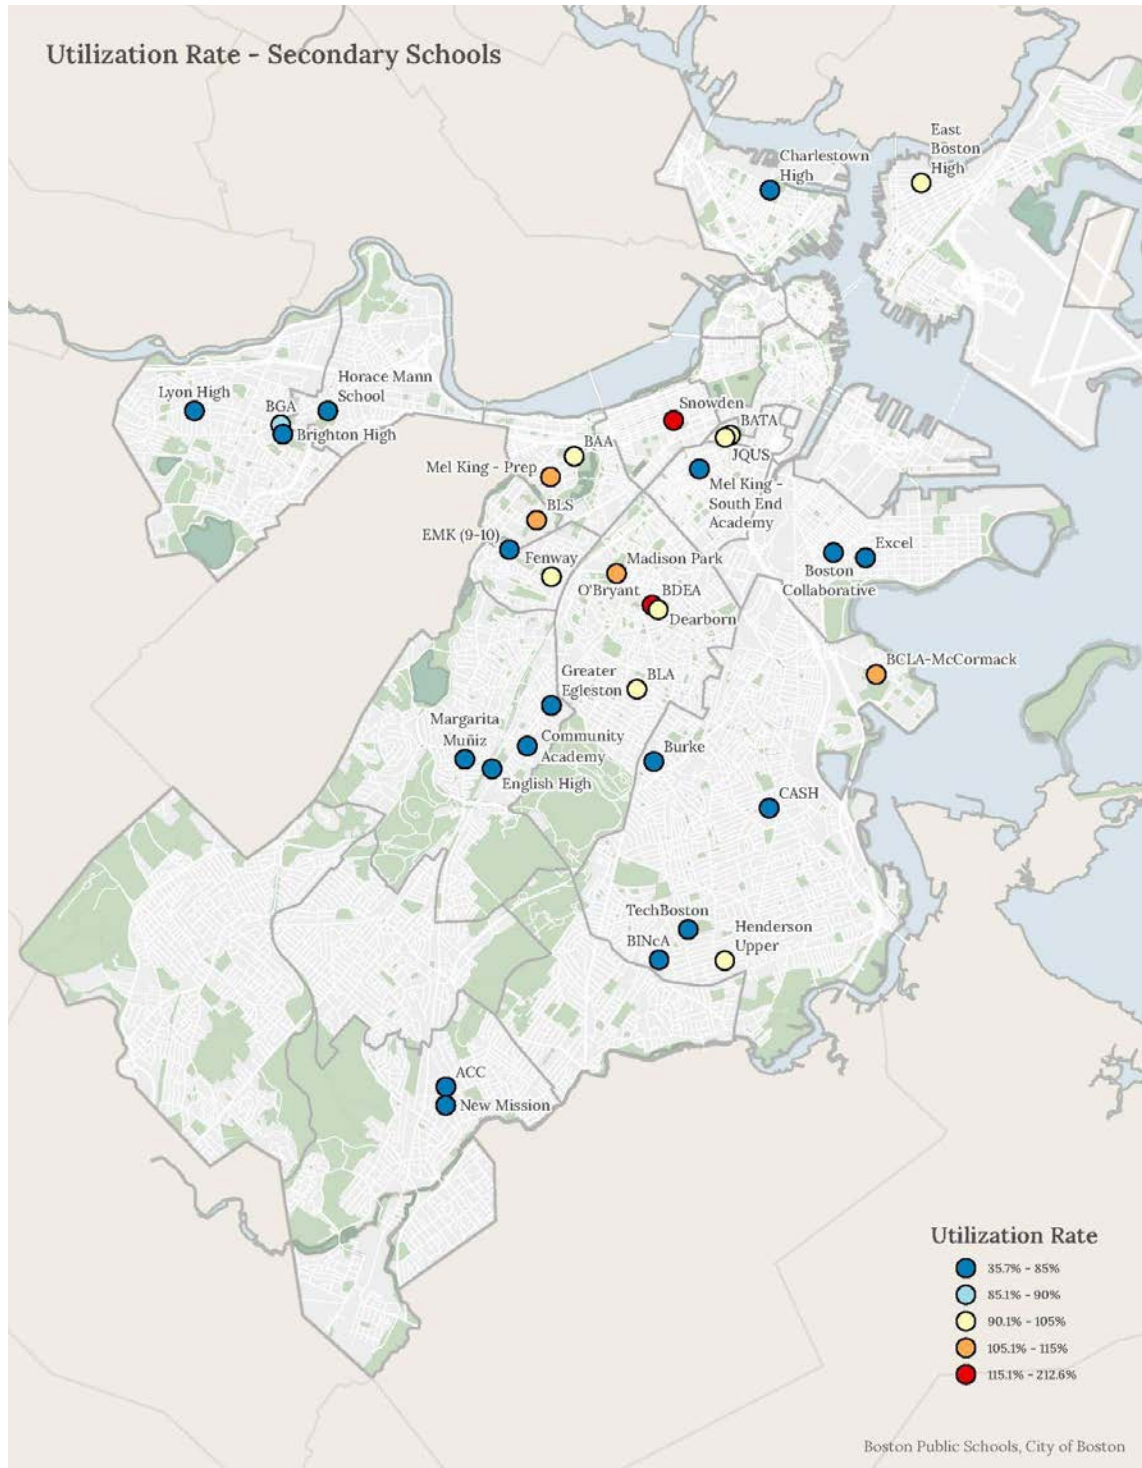 Utilization Rate - Secondary Schools
East
Boston
High
Charlestown
High
Lyon High
Horace Mann
School
BGA
Brighton High
Snowden
BATA
JQUS
BAA
Mel King - Prep
Mel King -
South End
Academy
BLS
EMK (9-10)
Fenway
Madison Park
O'Bryant
BDEA
Dearborn
Excel
Boston
Collaborative
BCLA-McCormack
Greater
Egleston
BLA
Margarita
Muñiz
Community
Academy
English High
Burke
CASH
TechBoston
BINcA
Henderson
Upper
ACC
New Mission
Utilization Rate
35.7% - 85%
85.1% - 90%
90.1% - 105%
105.1% - 115%
115.1% - 212.6%
Boston Public Schools, City of Boston